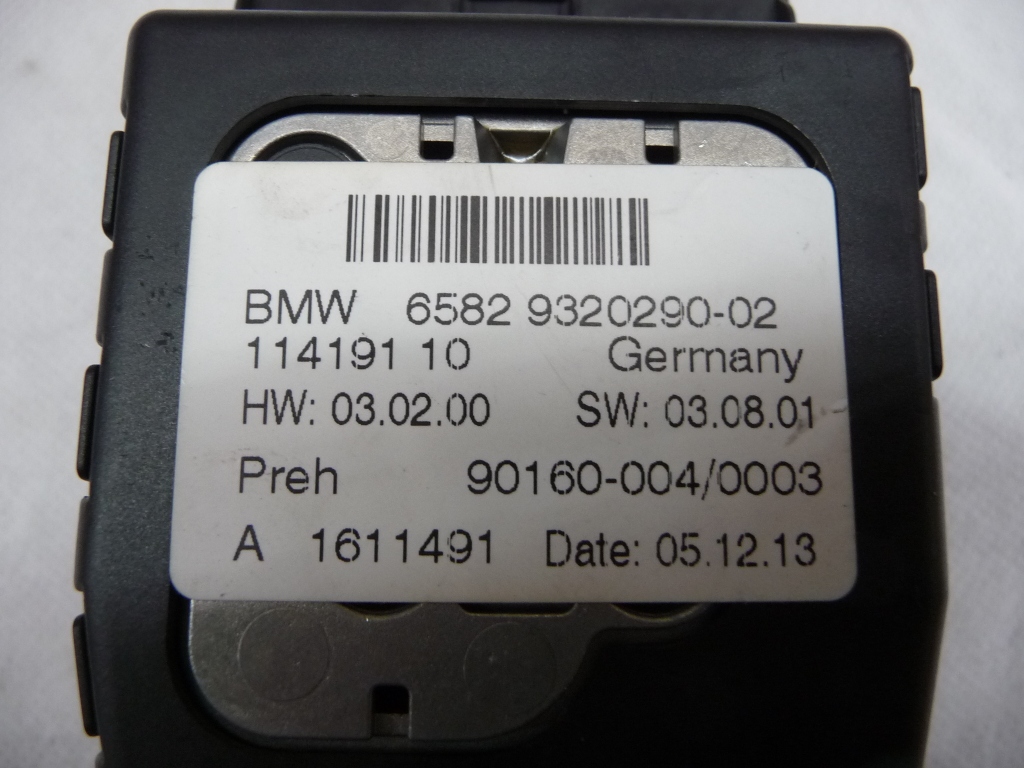 BMW 6582 9320290-02
114191 10 Germany
HW: 03.02.00 SW: 03.08.01
Preh 90160-004/0003
A 1611491 Date: 05.12.13